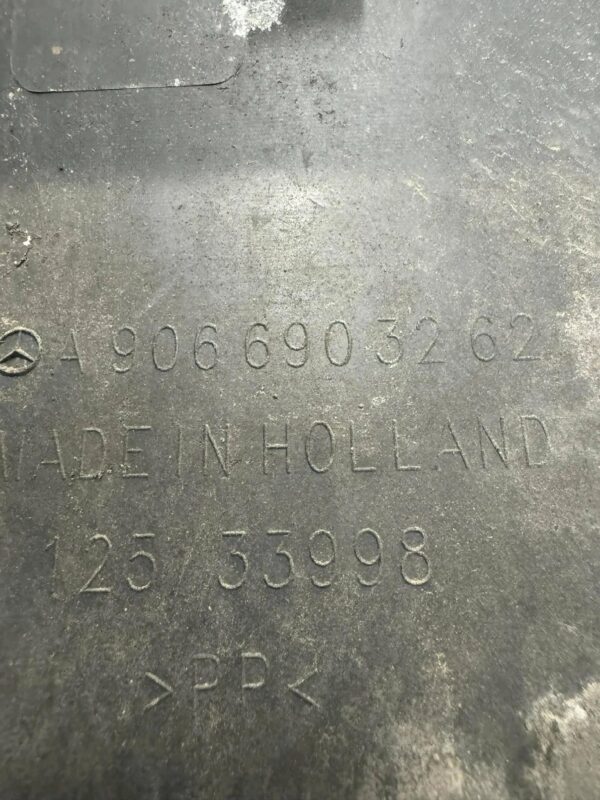 A 906 690 32 62
MADE IN HOLLAND
125/33998
>PP<